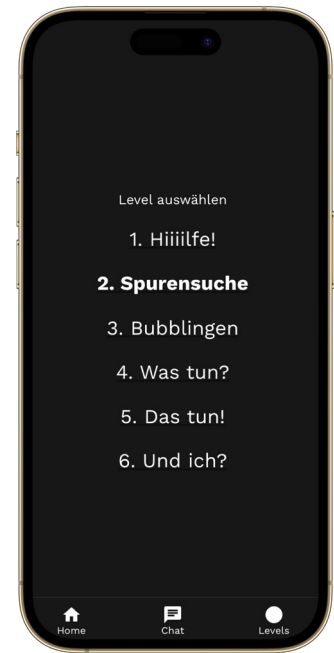 Level auswählen
1. Hiiiilfe!
2. Spurensuche
3. Bubblingen
4. Was tun?
5. Das tun!
6. Und ich?
Home
Chat
Levels